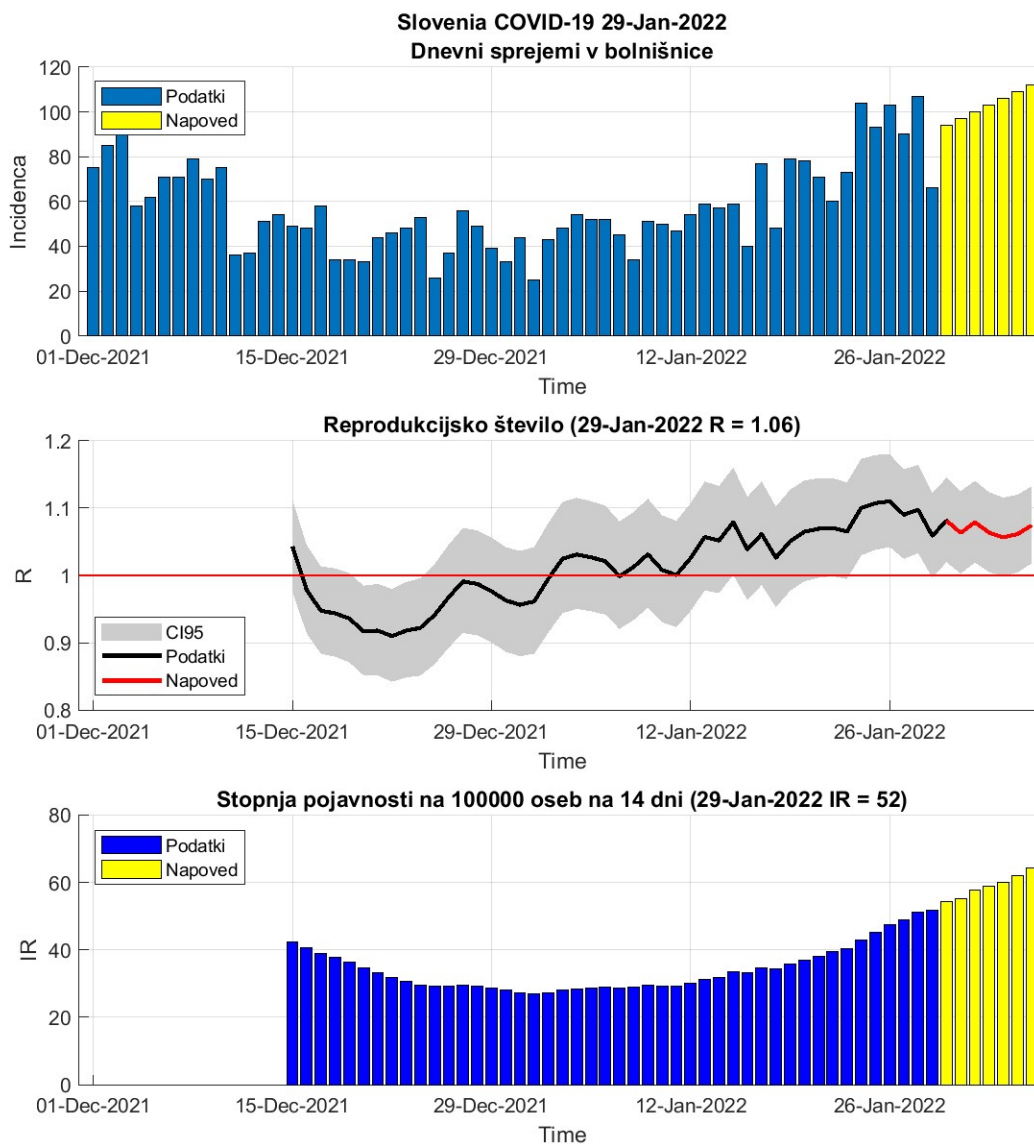 Slovenia COVID-19 29-Jan-2022
Dnevni sprejemi v bolnišnice
120
100
80
60
40
20
0
Incidenca
Podatki
Napoved
01-Dec-2021 15-Dec-2021 29-Dec-2021 12-Jan-2022 26-Jan-2022
Time
Reprodukcijsko število (29-Jan-2022 R = 1.06)
1.2
1.1
1
0.9
0.8
R
CI95
Podatki
Napoved
01-Dec-2021 15-Dec-2021 29-Dec-2021 12-Jan-2022 26-Jan-2022
Time
Stopnja pojavnosti na 100000 oseb na 14 dni (29-Jan-2022 IR = 52)
80
60
40
20
0
IR
Podatki
Napoved
01-Dec-2021 15-Dec-2021 29-Dec-2021 12-Jan-2022 26-Jan-2022
Time